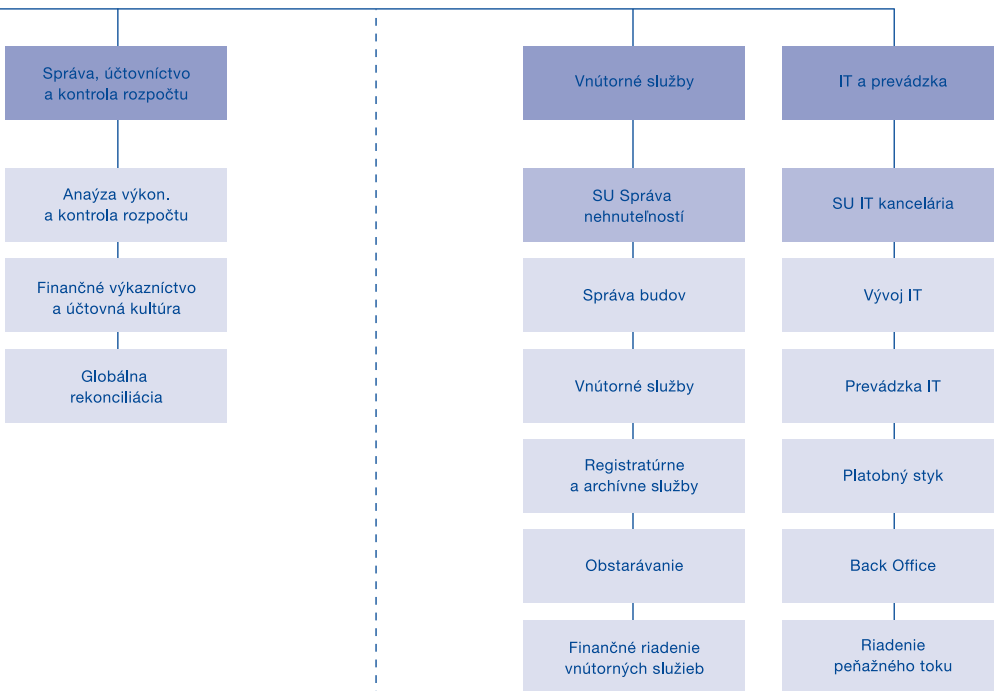 Správa, účtovníctvo
a kontrola rozpočtu
Anaýza výkon.
a kontrola rozpočtu
Finančné výkazníctvo
a účtovná kultúra
Globálna
rekonciliácia
Vnútorné služby
SU Správa
nehnuteľností
Správa budov
Vnútorné služby
Registratúrne
a archívne služby
Obstarávanie
Finančné riadenie
vnútorných služieb
IT a prevádzka
SU IT kancelária
Vývoj IT
Prevádzka IT
Platobný styk
Back Office
Riadenie
peňažného toku